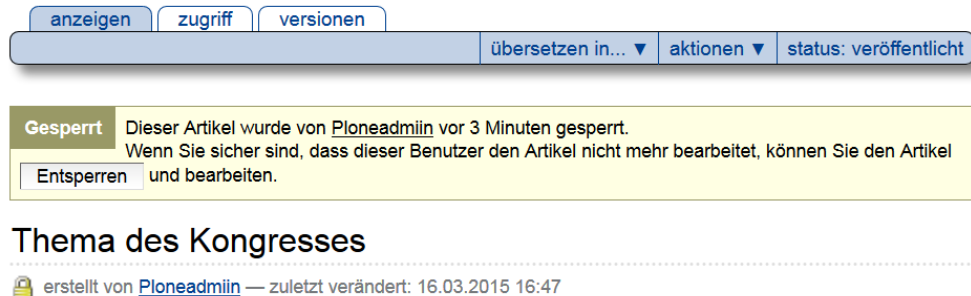 anzeigen zugriff versionen
übersetzen in... ▼ aktionen ▼ status: veröffentlicht
Gesperrt Dieser Artikel wurde von Ploneadmiin vor 3 Minuten gesperrt.
Wenn Sie sicher sind, dass dieser Benutzer den Artikel nicht mehr bearbeitet, können Sie den Artikel
Entsperren und bearbeiten.
Thema des Kongresses
erstellt von Ploneadmiin — zuletzt verändert: 16.03.2015 16:47